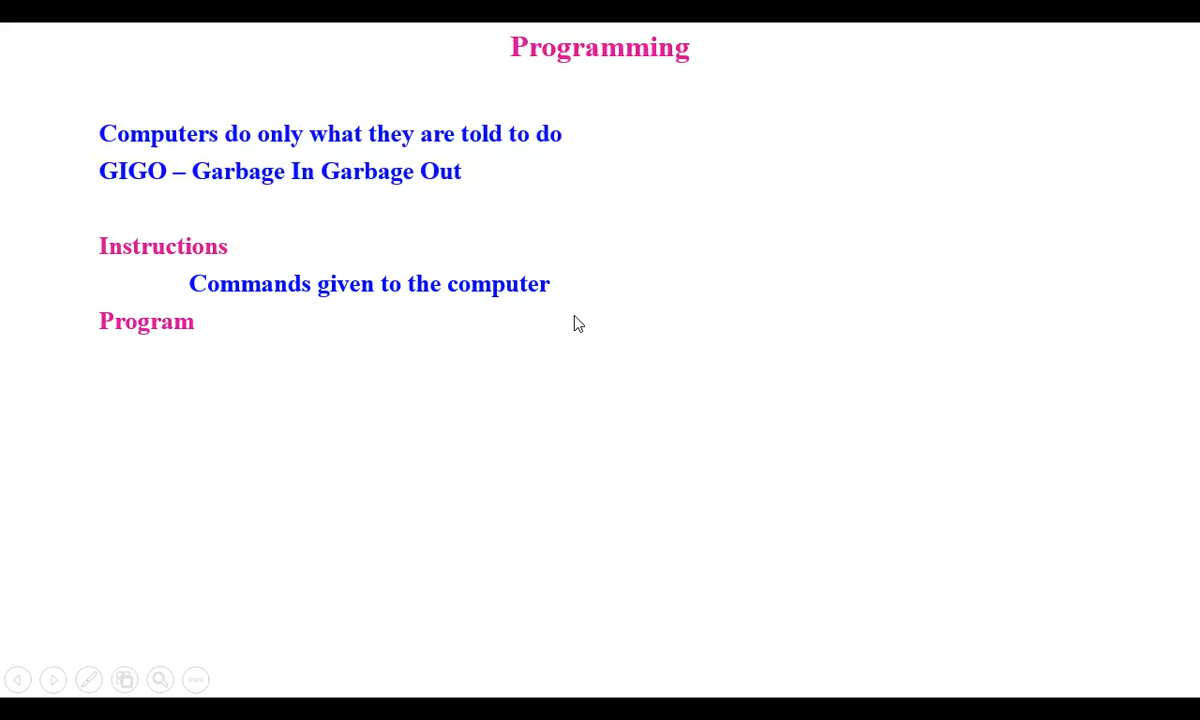 Programming
Computers do only what they are told to do
GIGO – Garbage In Garbage Out
Instructions
Commands given to the computer
Program